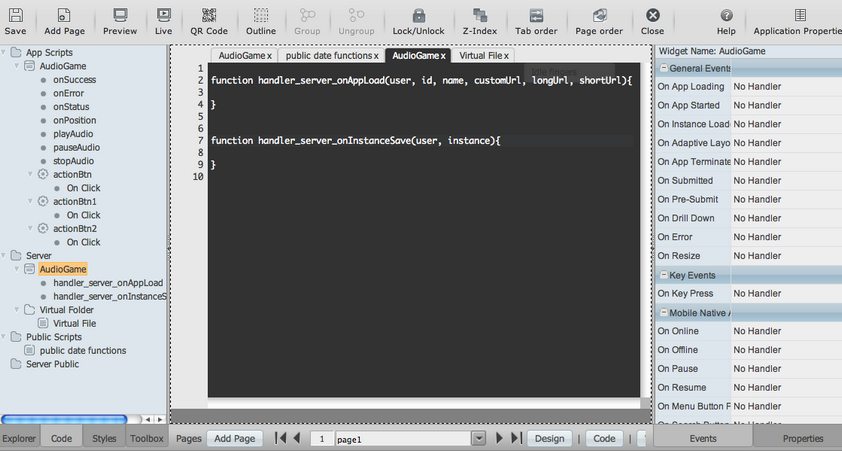 Save Add Page Preview Live QR Code Outline Group Ungroup Lock/Unlock Z-Index Tab order Page order Close Help Application Propertie
App Scripts
AudioGame
onSuccess
onError
onStatus
onPosition
playAudio
pauseAudio
stopAudio
actionBtn
On Click
actionBtn1
On Click
actionBtn2
On Click
Server
AudioGame
handler_server_onAppLoad
handler_server_onInstanceS
Virtual Folder
Virtual File
Public Scripts
public date functions
Server Public
Explorer Code Styles Toolbox
AudioGame x public date functions x AudioGame x Virtual File x
1
2 function handler_server_onAppLoad(user, id, name, customUrl, longUrl, shortUrl){
3
4 }
5
6
7 function handler_server_onInstanceSave(user, instance){
8
9 }
10
Pages Add Page 1 page1 Design | Code |
Widget Name: AudioGame
General Events
On App Loading No Handler
On App Started No Handler
On Instance Load No Handler
On Adaptive Layo No Handler
On App Terminate No Handler
On Submitted No Handler
On Pre-Submit No Handler
On Drill Down No Handler
On Error No Handler
On Resize No Handler
Key Events
On Key Press No Handler
Mobile Native A
On Online No Handler
On Offline No Handler
On Pause No Handler
On Resume No Handler
On Menu Button P No Handler
On Search Button No Handler
Events Properties